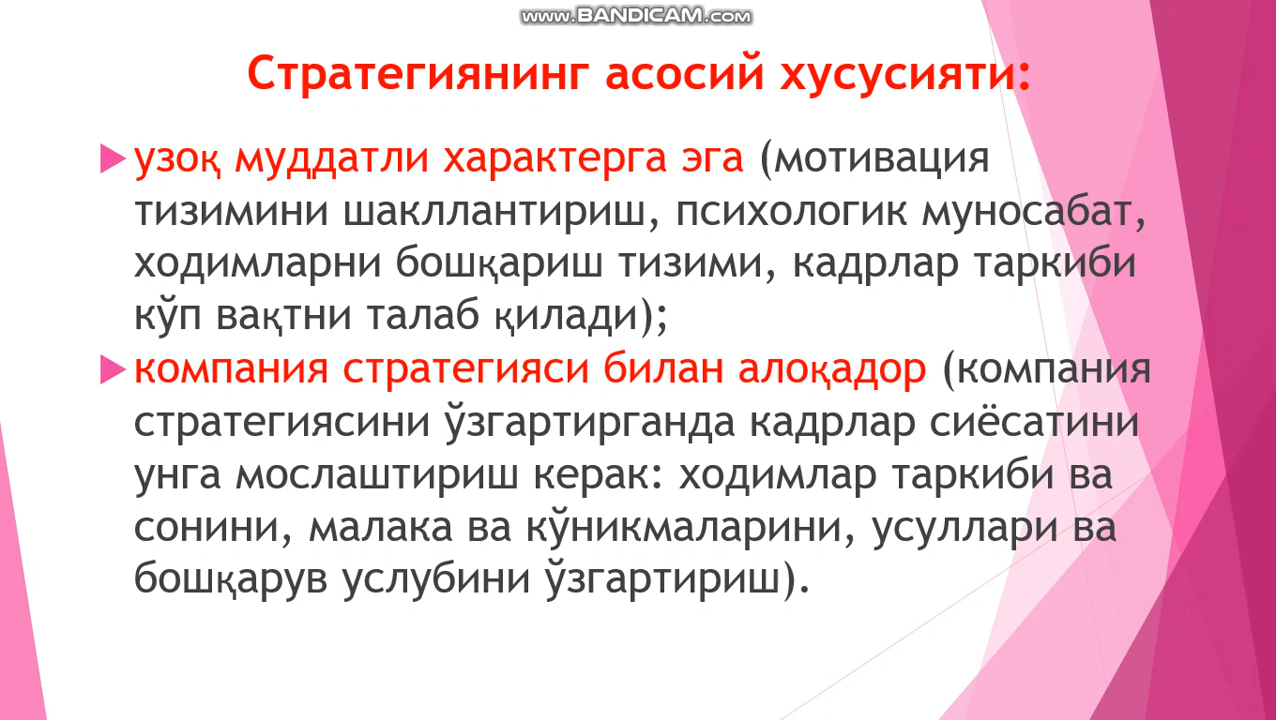 www.BANDICAM.com
Стратегиянинг асосий хусусияти:
узоқ муддатли характерга эга (мотивация
тизимини шакллантириш, психологик муносабат,
ходимларни бошқариш тизими, кадрлар таркиби
кўп вақтни талаб қилади);
компания стратегияси билан алоқадор (компания
стратегиясини ўзгартирганда кадрлар сиёсатини
унга мослаштириш керак: ходимлар таркиби ва
сонини, малака ва кўникмаларини, усуллари ва
бошқарув услубини ўзгартириш).